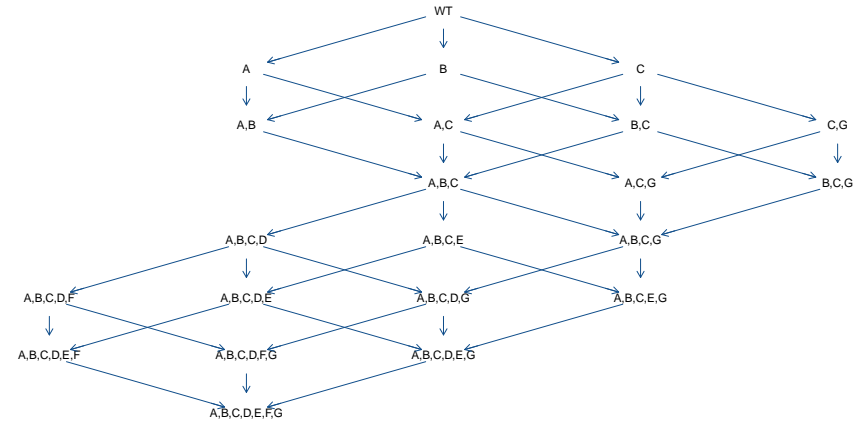 WT
A
B
C
A,B
A,C
B,C
C,G
A,B,C
A,C,G
B,C,G
A,B,C,D
A,B,C,E
A,B,C,G
A,B,C,D,F
A,B,C,D,E
A,B,C,D,G
A,B,C,E,G
A,B,C,D,E,F
A,B,C,D,F,G
A,B,C,D,E,G
A,B,C,D,E,F,G